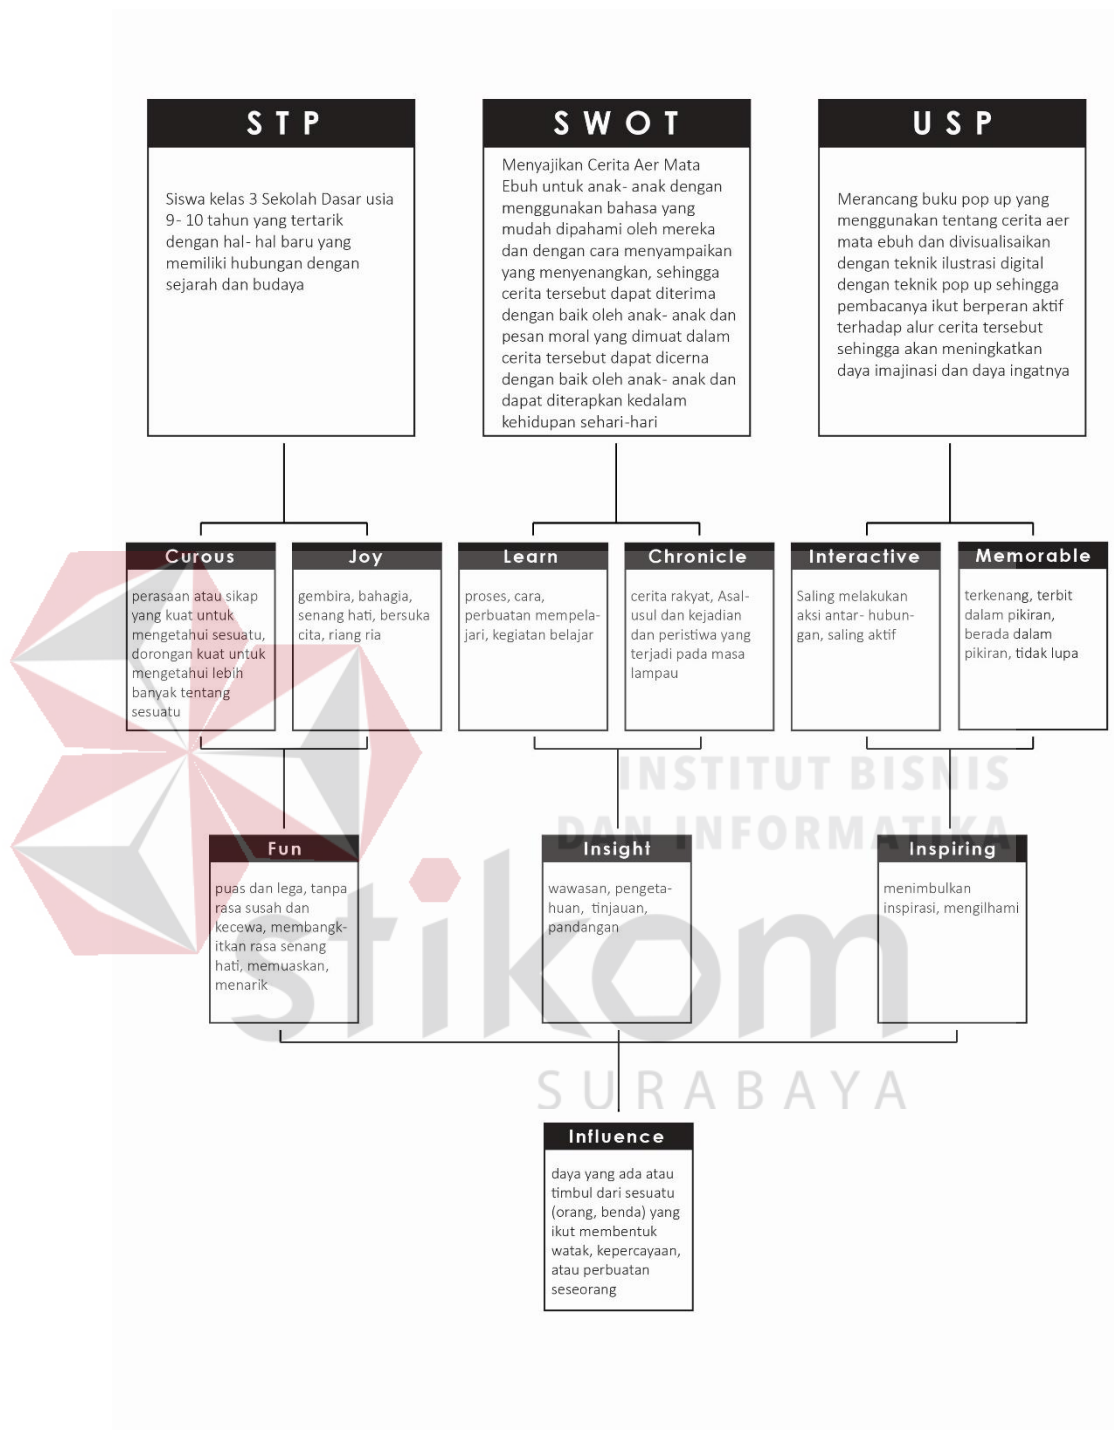 STP
Siswa kelas 3 Sekolah Dasar usia
9- 10 tahun yang tertarik
dengan hal- hal baru yang
memiliki hubungan dengan
sejarah dan budaya
SWOT
Menyajikan Cerita Aer Mata
Ebuh untuk anak- anak dengan
menggunakan bahasa yang
mudah dipahami oleh mereka
dan dengan cara menyampaikan
yang menyenangkan, sehingga
cerita tersebut dapat diterima
dengan baik oleh anak- anak dan
pesan moral yang dimuat dalam
cerita tersebut dapat dicerna
dengan baik oleh anak- anak dan
dapat diterapkan kedalam
kehidupan sehari-hari
USP
Merancang buku pop up yang
menggunakan tentang cerita aer
mata ebuh dan divisualisaikan
dengan teknik ilustrasi digital
dengan teknik pop up sehingga
pembacanya ikut berperan aktif
terhadap alur cerita tersebut
sehingga akan meningkatkan
daya imajinasi dan daya ingatnya
Curous
perasaan atau sikap
yang kuat untuk
mengetahui sesuatu,
dorongan kuat untuk
mengetahui lebih
banyak tentang
sesuatu
Joy
gembira, bahagia,
senang hati, bersuka
cita, riang ria
Learn
proses, cara,
perbuatan mempela-
jari, kegiatan belajar
Chronicle
cerita rakyat, Asal-
usul dan kejadian
dan peristiwa yang
terjadi pada masa
lampau
Interactive
Saling melakukan
aksi antar- hubun-
gan, saling aktif
Memorable
terkenang, terbit
dalam pikiran,
berada dalam
pikiran, tidak lupa
INSTITUT BISNIS
DAN INFORMATIKA
Fun
puas dan lega, tanpa
rasa susah dan
kecewa, membangk-
itkan rasa senang
hati, memuaskan,
menarik
Insight
wawasan, pengeta-
huan, tinjauan,
pandangan
Inspiring
menimbulkan
inspirasi, mengilhami
stikom
SURABAYA
Influence
daya yang ada atau
timbul dari sesuatu
(orang, benda) yang
ikut membentuk
watak, kepercayaan,
atau perbuatan
seseorang